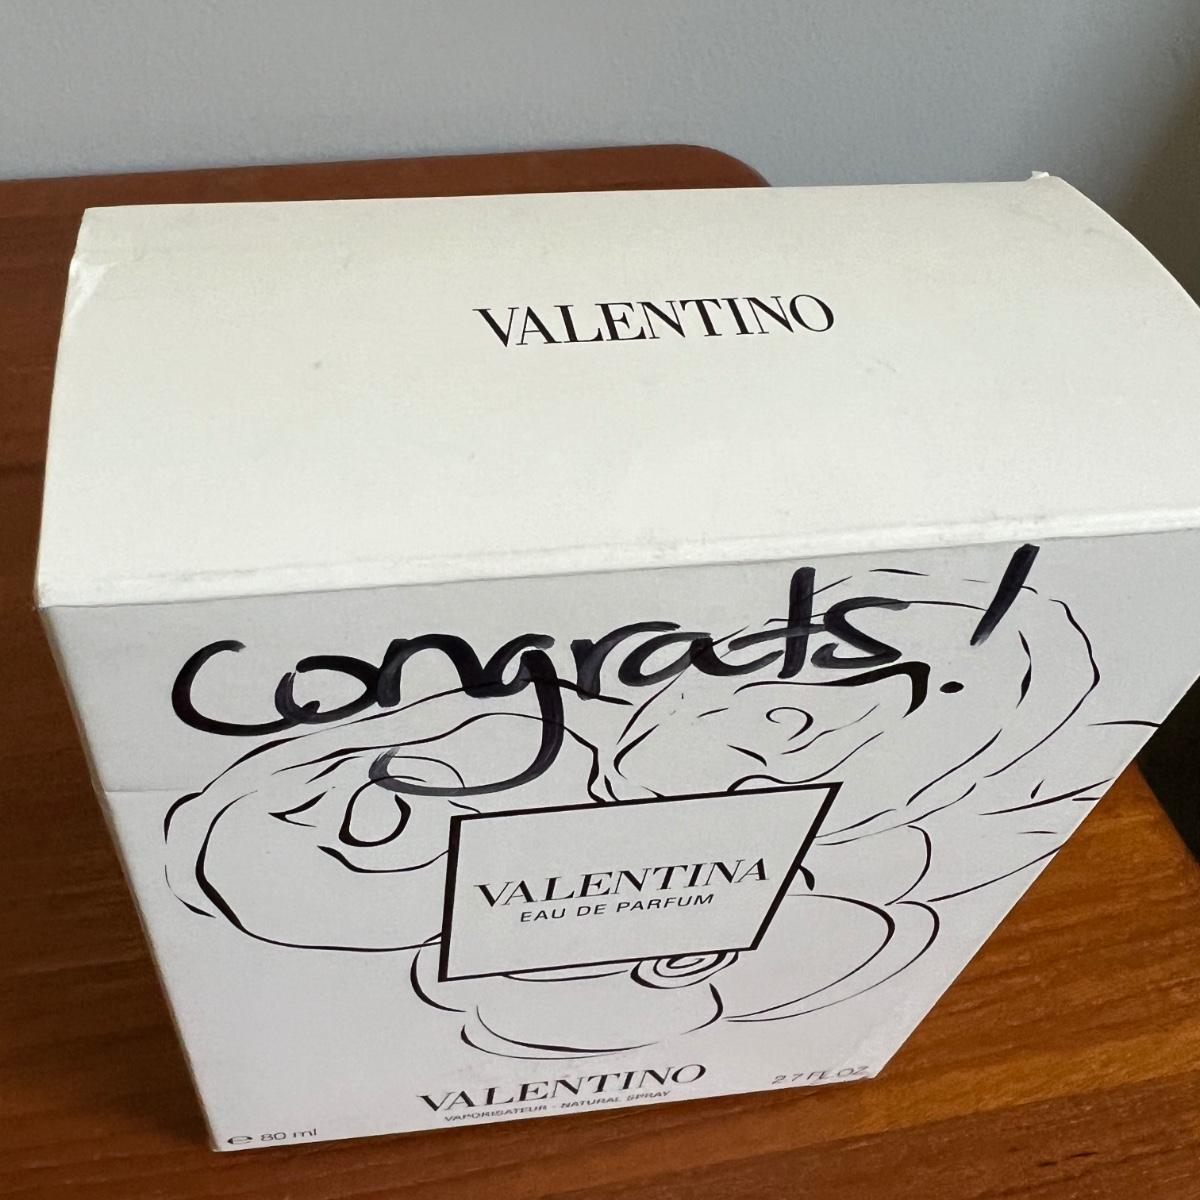 VALENTINO
congrats!
VALENTINA
EAU DE PARFUM
VALENTINO
VAPORISATEUR - NATURAL SPRAY
2.7 FL.OZ
e 80 ml